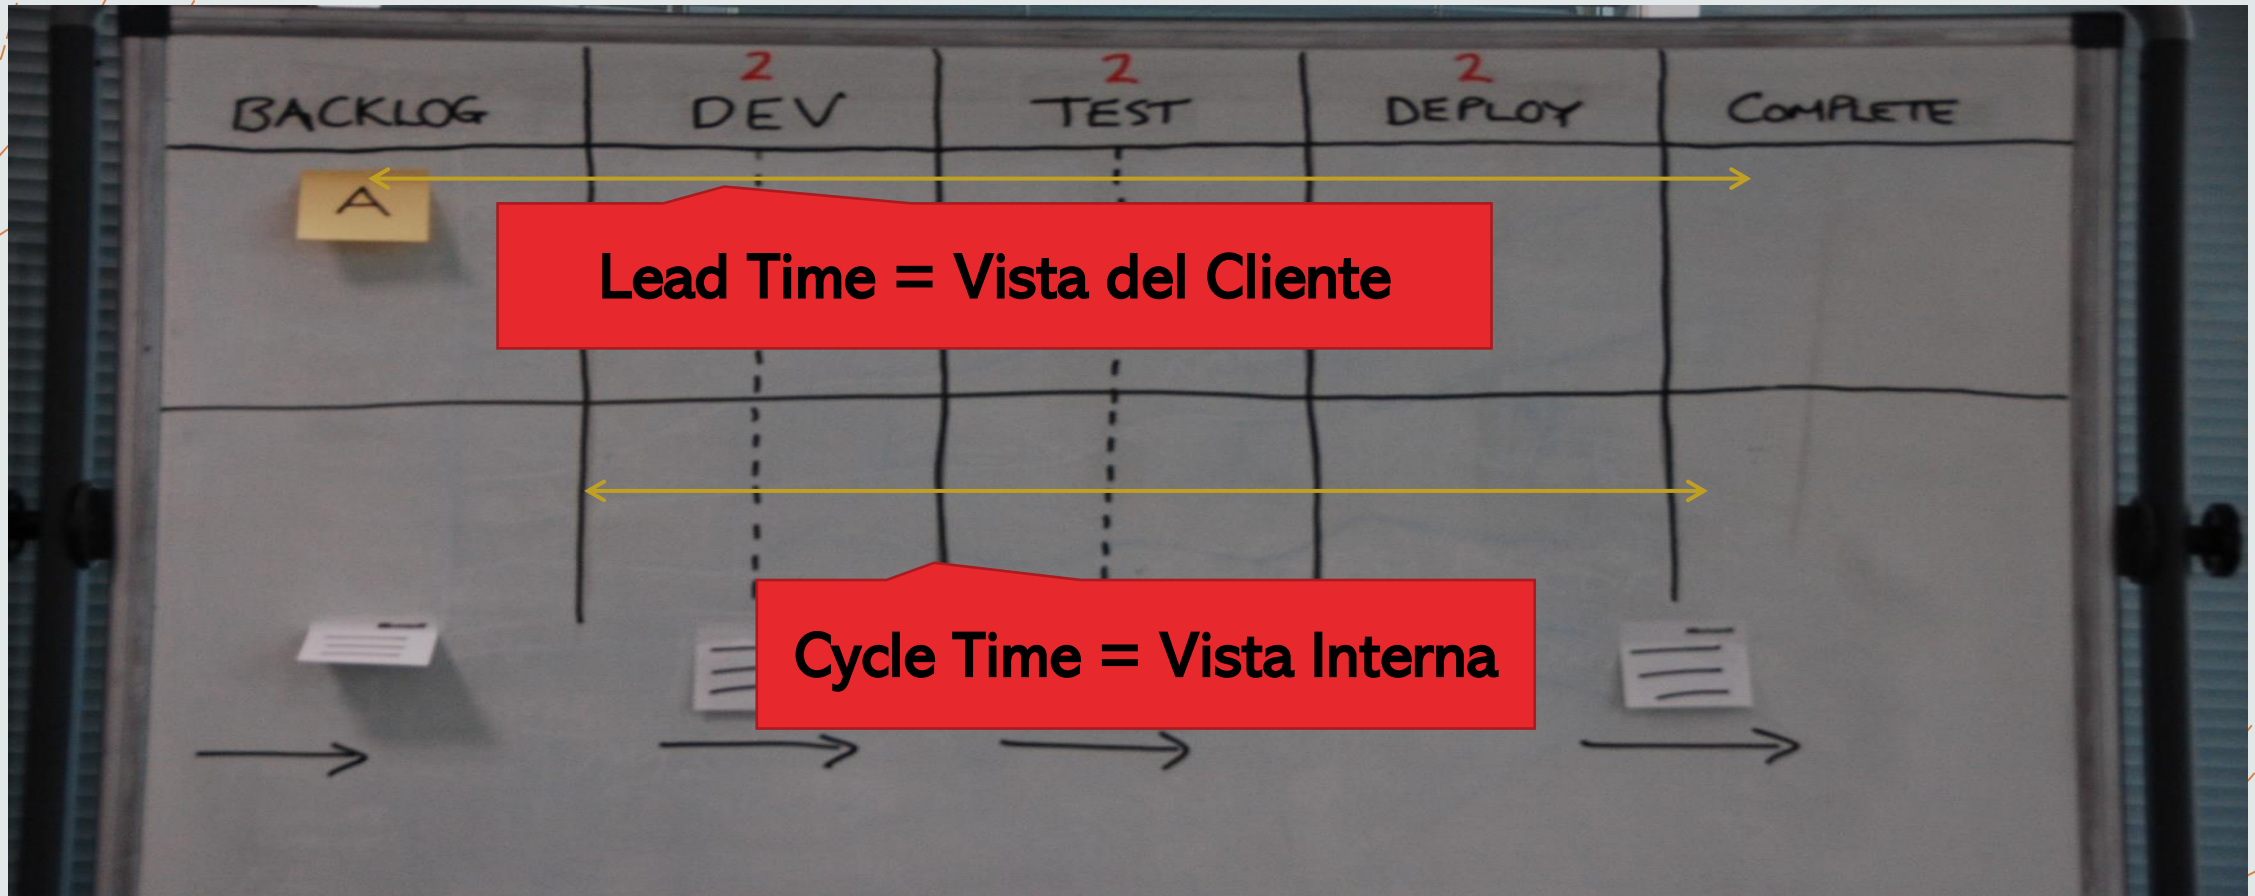 2 2 2
BACKLOG DEV TEST DEPLOY COMPLETE
A
Lead Time = Vista del Cliente
Cycle Time = Vista Interna